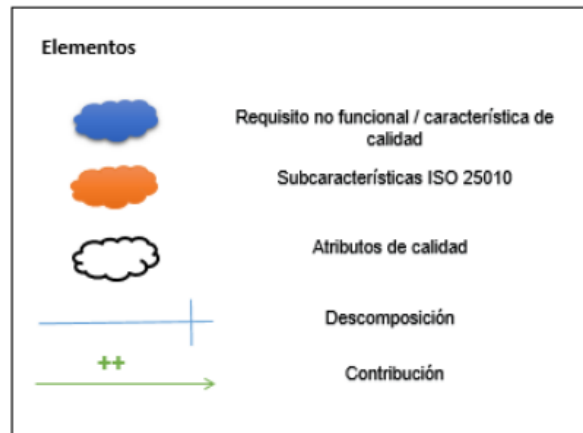 Elementos
Requisito no funcional / característica de
calidad
Subcaracterísticas ISO 25010
Atributos de calidad
Descomposición
++
Contribución